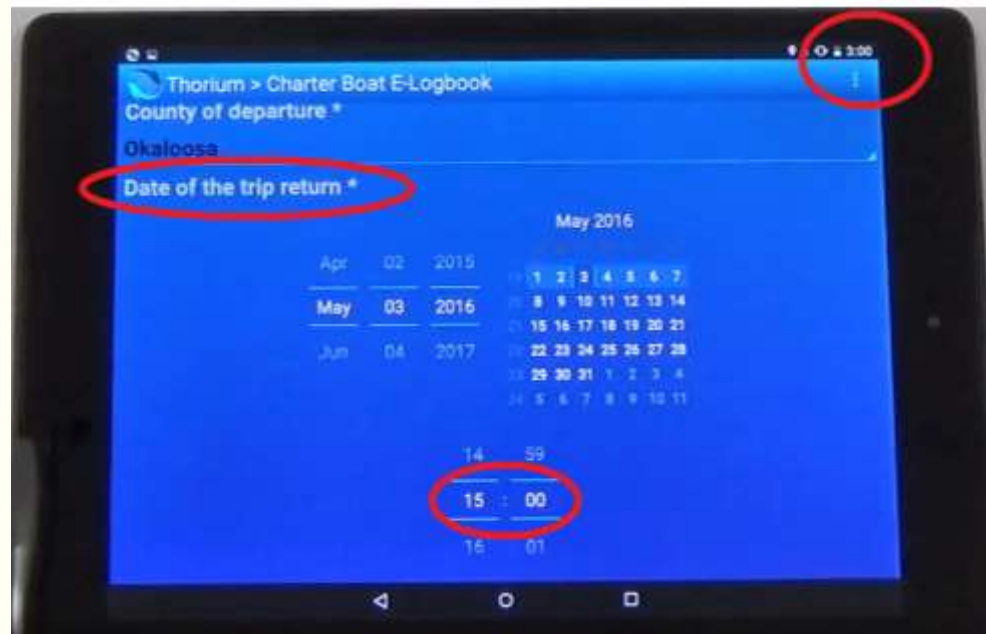 3:00
Thorium > Charter Boat E-Logbook
County of departure *
Okaloosa
Date of the trip return *
May 2016
Apr 02 2015
May 03 2016
Jun 04 2017
1 2 3 4 5 6 7
8 9 10 11 12 13 14
15 16 17 18 19 20 21
22 23 24 25 26 27 28
29 30 31 1 2 3 4
24 5 6 7 8 9 10 11
14 59
15 : 00
16 01